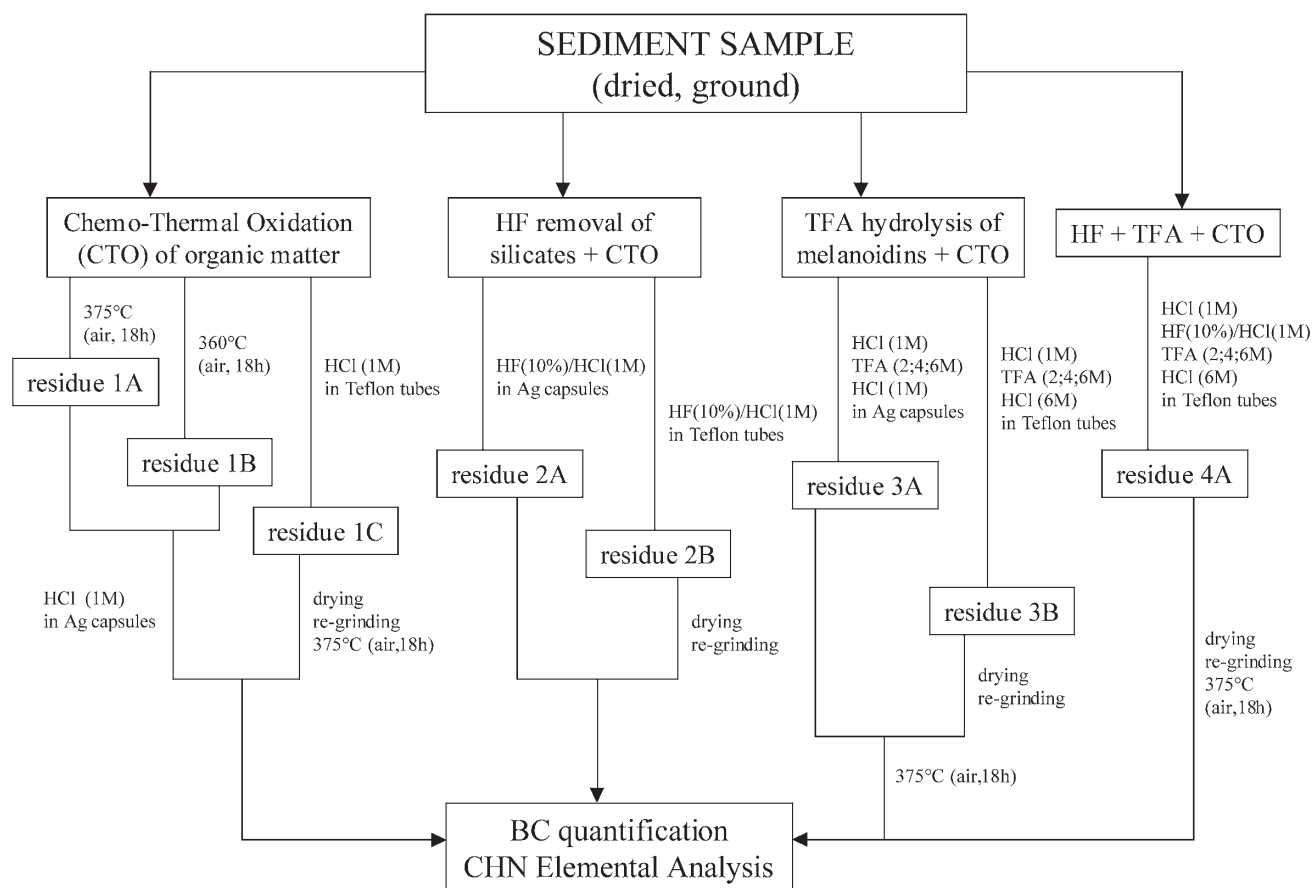 SEDIMENT SAMPLE
(dried, ground)
Chemo-Thermal Oxidation
(CTO) of organic matter
375°C
(air, 18h)
residue 1A
360°C
(air, 18h)
residue 1B
HCl (1M)
in Teflon tubes
residue 1C
HCl (1M)
in Ag capsules
drying
re-grinding
375°C (air,18h)
HF removal of
silicates + CTO
HF(10%)/HCl(1M)
in Ag capsules
residue 2A
HF(10%)/HCl(1M)
in Teflon tubes
residue 2B
drying
re-grinding
TFA hydrolysis of
melanoidins + CTO
HCl (1M)
TFA (2;4;6M)
HCl (1M)
in Ag capsules
residue 3A
HCl (1M)
TFA (2;4;6M)
HCl (6M)
in Teflon tubes
residue 3B
drying
re-grinding
375°C (air,18h)
HF + TFA + CTO
HCl (1M)
HF(10%)/HCl(1M)
TFA (2;4;6M)
HCl (6M)
in Teflon tubes
residue 4A
drying
re-grinding
375°C
(air,18h)
BC quantification
CHN Elemental Analysis